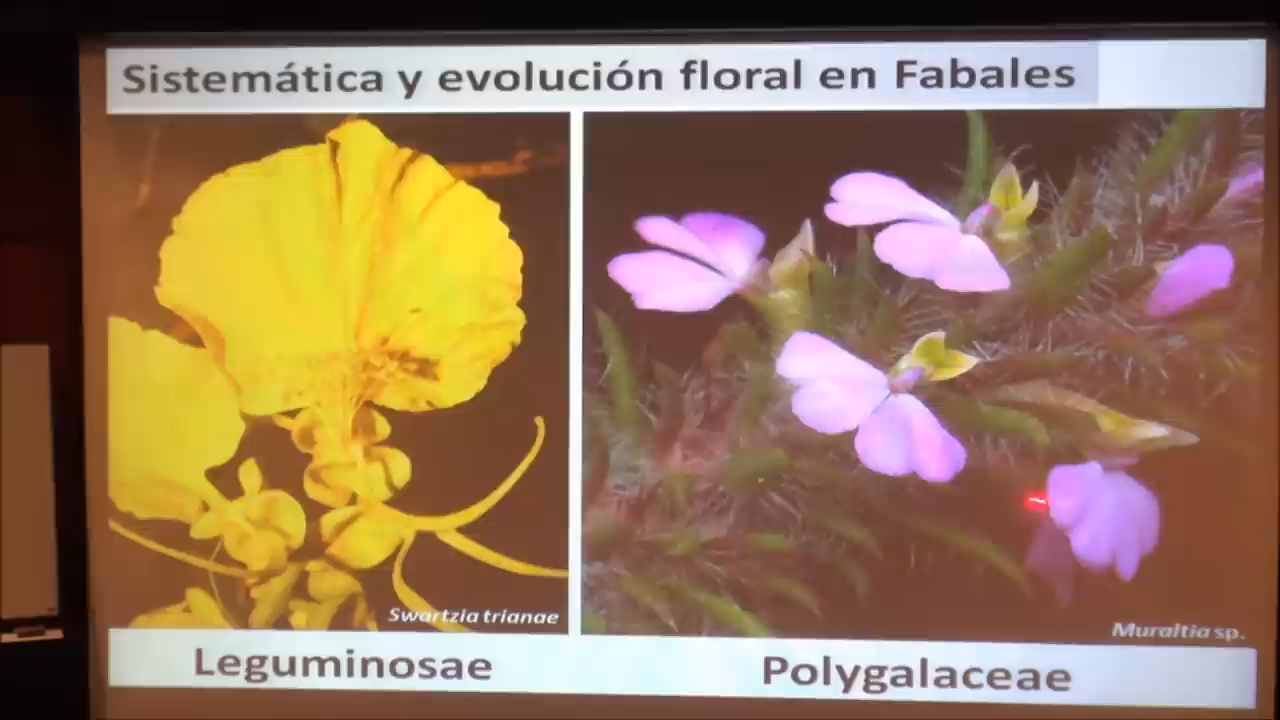 Sistemática y evolución floral en Fabales
Swartzia trianae
Muraltia sp.
Leguminosae
Polygalaceae